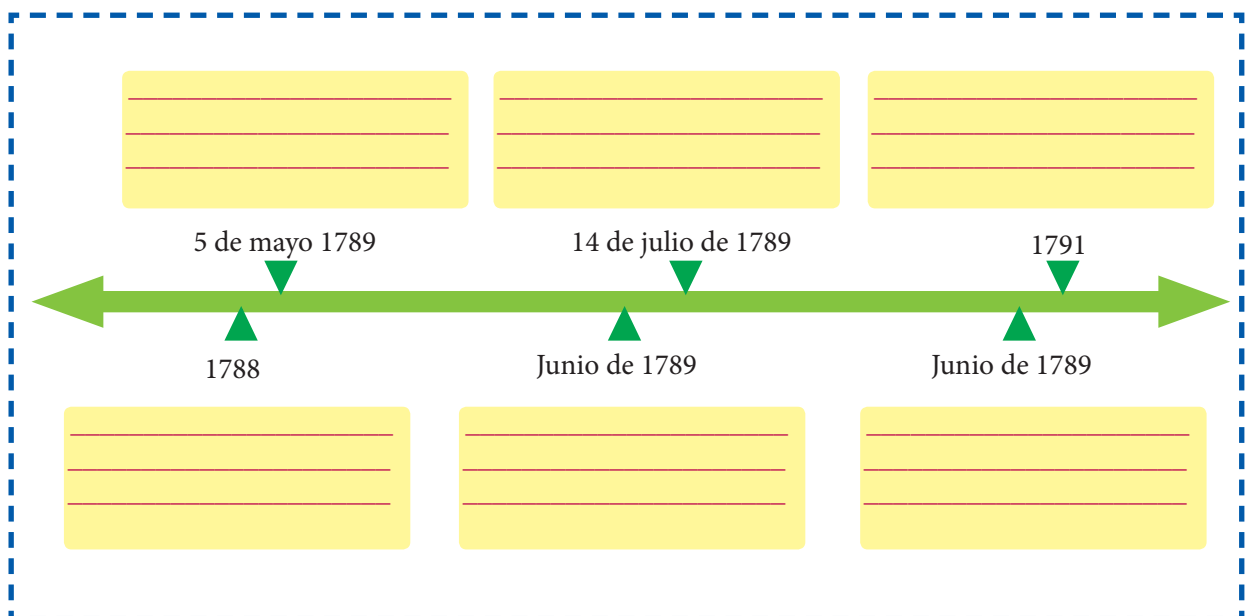 5 de mayo 1789
14 de julio de 1789
1791
1788
Junio de 1789
Junio de 1789